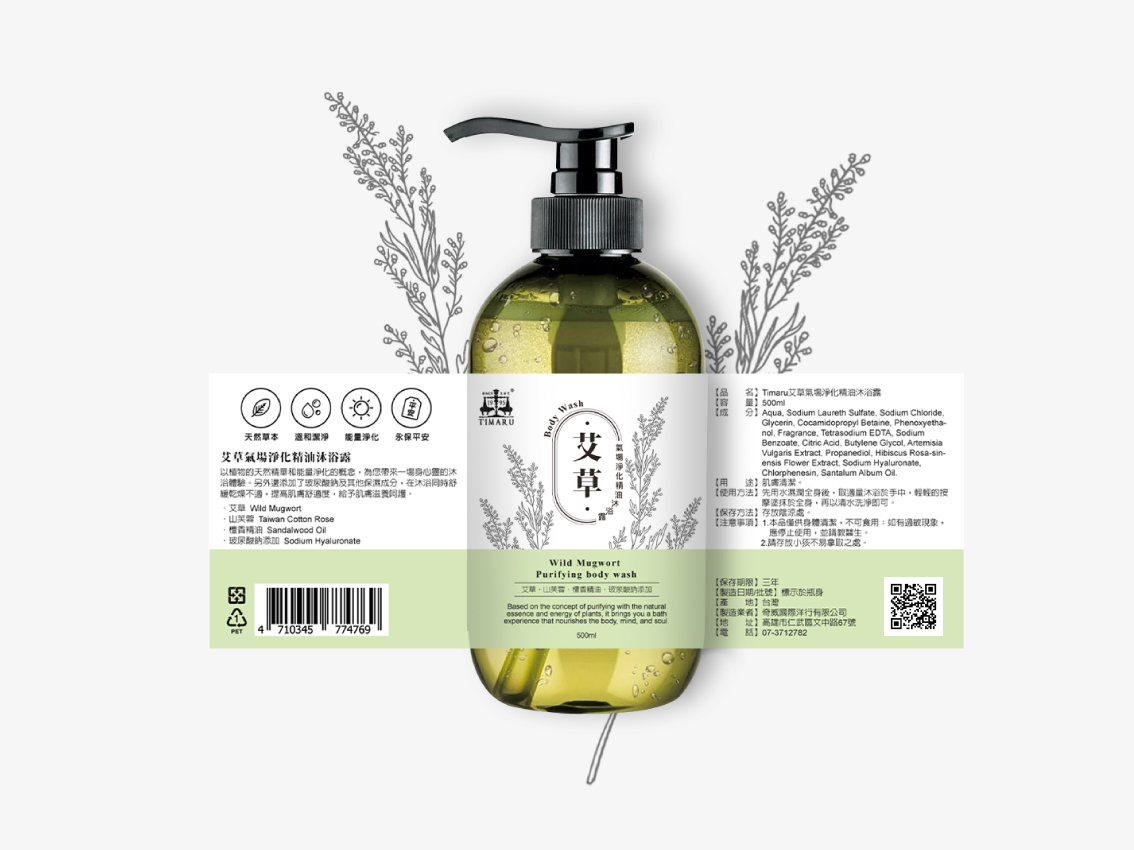 天然草本
溫和潔淨
能量淨化
平安
永保平安
艾草氣場淨化精油沐浴露
以植物的天然精華和能量淨化的概念，為您帶來一場身心靈的沐
浴體驗。另外還添加了玻尿酸鈉及其他保濕成分，在沐浴同時舒
緩乾燥不適，提高肌膚舒適度，給予肌膚滋養呵護。
·艾草 Wild Mugwort
·山芙蓉 Taiwan Cotton Rose
·檀香精油 Sandalwood Oil
·玻尿酸鈉添加 Sodium Hyaluronate
1
PET
4 710345 774769
1995
TIMARU
Body Wash
·艾草·
氣場淨化精油沐浴露
Wild Mugwort
Purifying body wash
艾草·山芙蓉·檀香精油·玻尿酸鈉添加
Based on the concept of purifying with the natural
essence and energy of plants, it brings you a bath
experience that nourishes the body, mind, and soul.
500ml
【品　　名】Timaru艾草氣場淨化精油沐浴露
【容　　量】500ml
【成　　分】Aqua, Sodium Laureth Sulfate, Sodium Chloride,
Glycerin, Cocamidopropyl Betaine, Phenoxyetha-
nol, Fragrance, Tetrasodium EDTA, Sodium
Benzoate, Citric Acid, Butylene Glycol, Artemisia
Vulgaris Extract, Propanediol, Hibiscus Rosa-sin-
ensis Flower Extract, Sodium Hyaluronate,
Chlorphenesin, Santalum Album Oil.
【用　　途】肌膚清潔。
【使用方法】先用水濕潤全身後，取適量沐浴於手中，輕輕的按
摩塗抹於全身，再以清水洗淨即可。
【保存方法】存放陰涼處。
【注意事項】1.本品僅供身體清潔，不可食用；如有過敏現象，
應停止使用，並請教醫生。
2.請存放小孩不易拿取之處。
【保存期限】三年
【製造日期/批號】標示於瓶身
【產　　地】台灣
【製造業者】奇威國際洋行有限公司
【地　　址】高雄市仁武區文中路67號
【電　　話】07-3712782